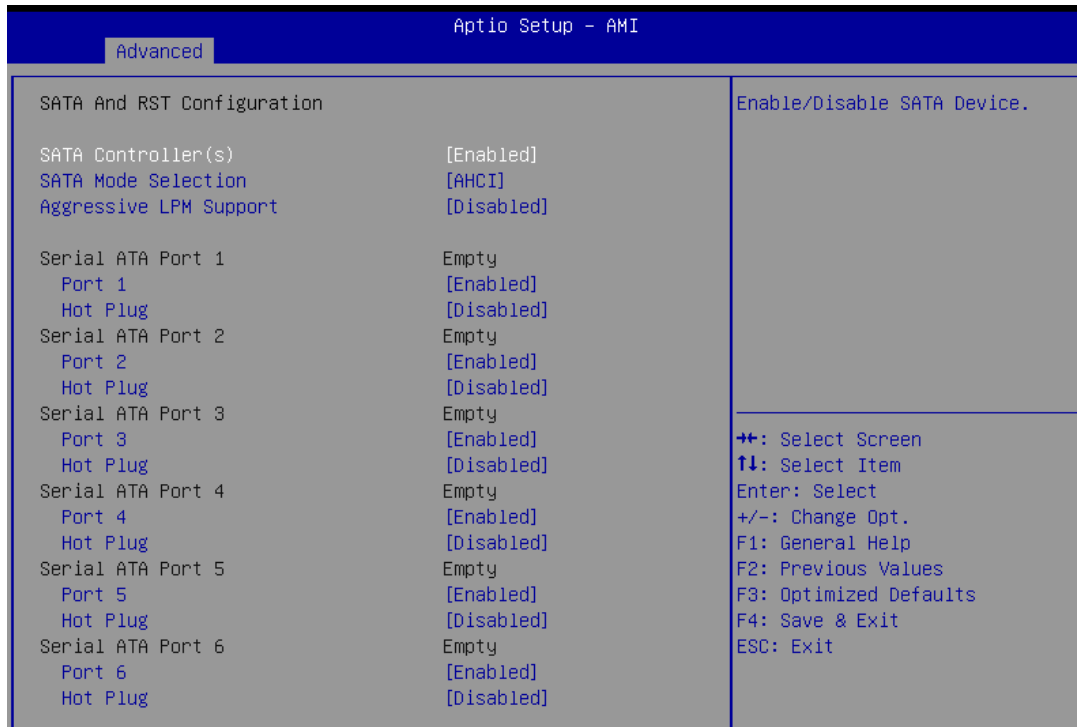 Aptio Setup – AMI
Advanced
SATA And RST Configuration
SATA Controller(s) [Enabled]
SATA Mode Selection [AHCI]
Aggressive LPM Support [Disabled]
Serial ATA Port 1 Empty
Port 1 [Enabled]
Hot Plug [Disabled]
Serial ATA Port 2 Empty
Port 2 [Enabled]
Hot Plug [Disabled]
Serial ATA Port 3 Empty
Port 3 [Enabled]
Hot Plug [Disabled]
Serial ATA Port 4 Empty
Port 4 [Enabled]
Hot Plug [Disabled]
Serial ATA Port 5 Empty
Port 5 [Enabled]
Hot Plug [Disabled]
Serial ATA Port 6 Empty
Port 6 [Enabled]
Hot Plug [Disabled]
Enable/Disable SATA Device.
→←: Select Screen
↑↓: Select Item
Enter: Select
+/-: Change Opt.
F1: General Help
F2: Previous Values
F3: Optimized Defaults
F4: Save & Exit
ESC: Exit